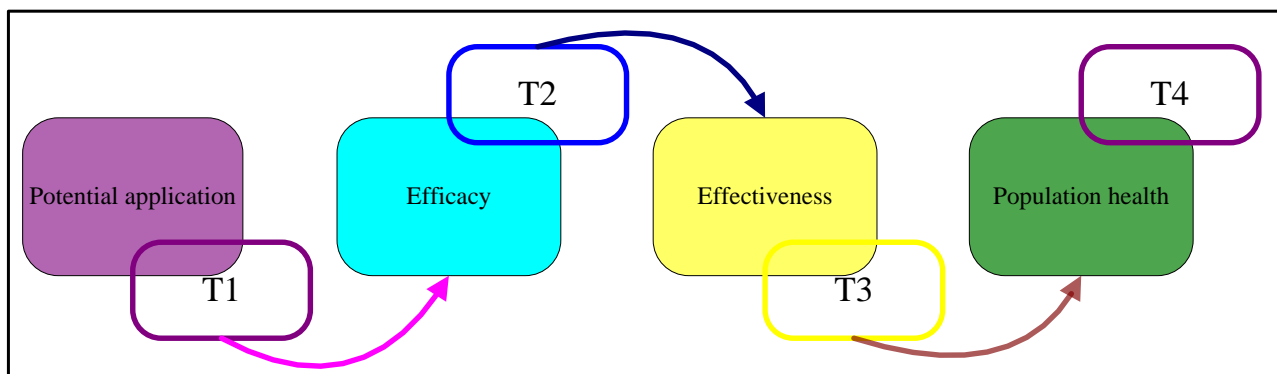 Potential application
T1
Efficacy
T2
Effectiveness
T3
Population health
T4